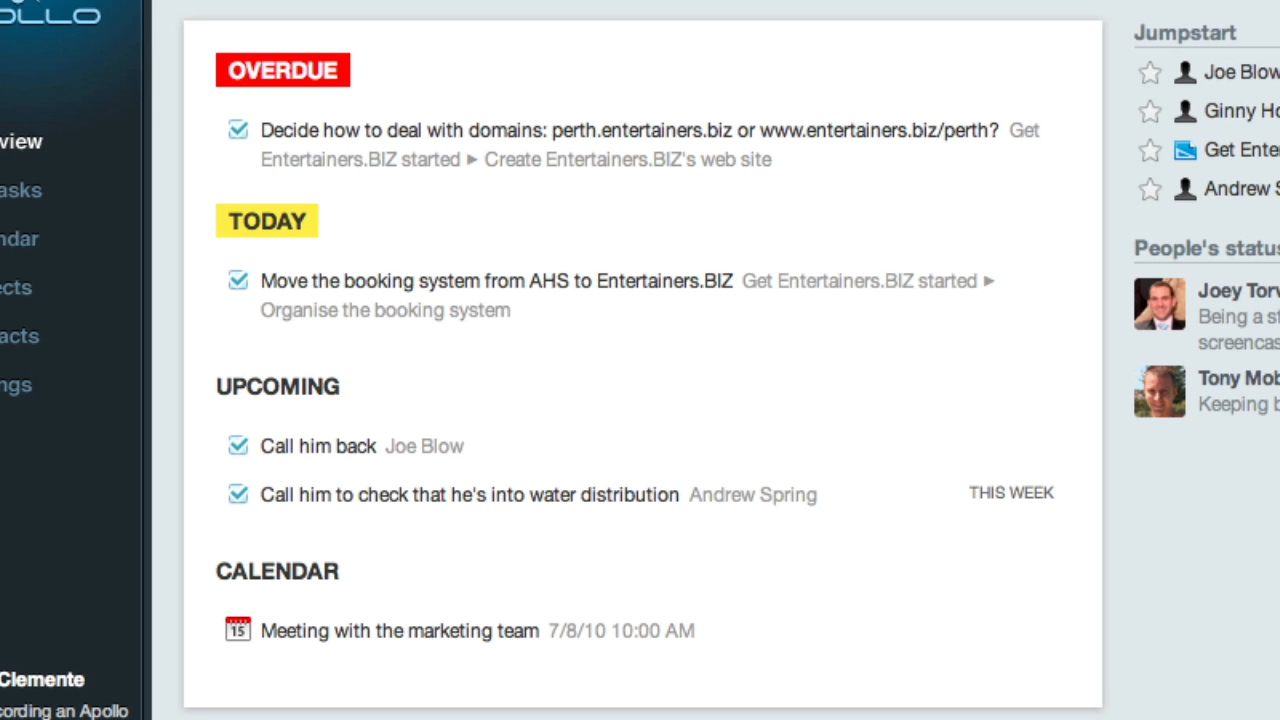 OLLO
view
asks
ndar
ects
acts
ngs
Clemente
cording an Apollo
OVERDUE
Decide how to deal with domains: perth.entertainers.biz or www.entertainers.biz/perth? Get
Entertainers.BIZ started ▸ Create Entertainers.BIZ's web site
TODAY
Move the booking system from AHS to Entertainers.BIZ Get Entertainers.BIZ started ▸
Organise the booking system
UPCOMING
Call him back Joe Blow
Call him to check that he's into water distribution Andrew Spring THIS WEEK
CALENDAR
15 Meeting with the marketing team 7/8/10 10:00 AM
Jumpstart
Joe Blow
Ginny Ho
Get Enter
Andrew S
People's status
Joey Torv
Being a st
screencas
Tony Mob
Keeping b